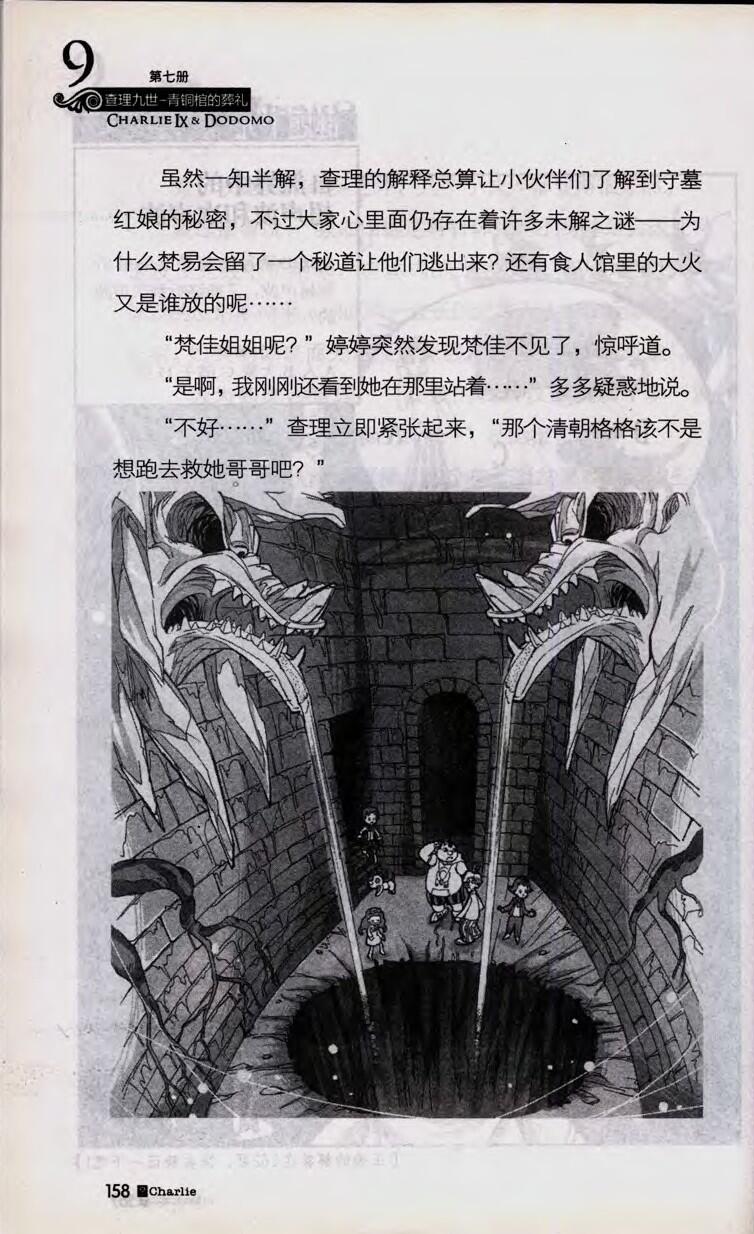 9
第七册
查理九世-青铜棺的葬礼
CHARLIE IX & DODOMO
虽然一知半解，查理的解释总算让小伙伴们了解到守墓
红娘的秘密，不过大家心里面仍存在着许多未解之谜——为
什么梵易会留了一个秘道让他们逃出来？还有食人馆里的大火
又是谁放的呢……
“梵佳姐姐呢？”婷婷突然发现梵佳不见了，惊呼道。
“是啊，我刚刚还看到她在那里站着……”多多疑惑地说。
“不好……”查理立即紧张起来，“那个清朝格格该不是
想跑去救她哥哥吧？”
158 Charlie